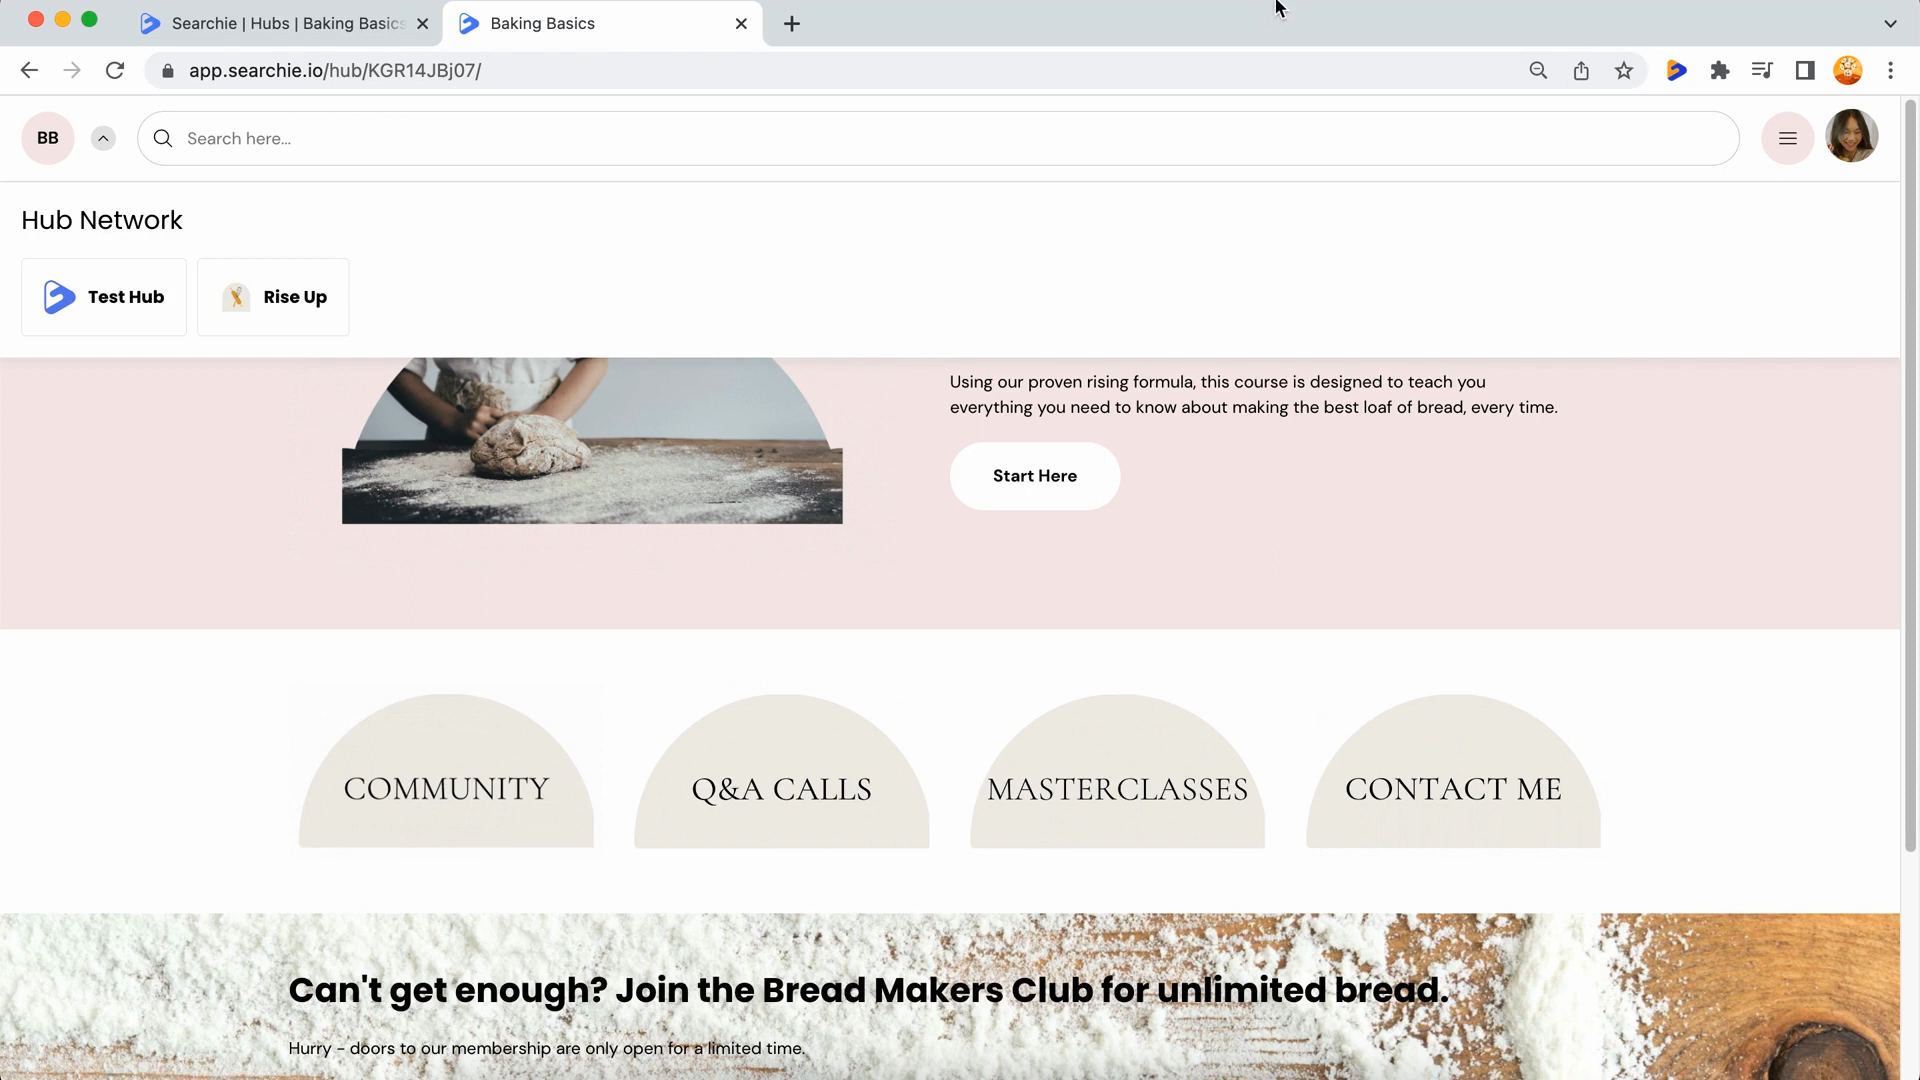 Searchie | Hubs | Baking Basics
Baking Basics
app.searchie.io/hub/KGR14JBj07/
BB
Search here...
Hub Network
Test Hub
Rise Up
Using our proven rising formula, this course is designed to teach you
everything you need to know about making the best loaf of bread, every time.
Start Here
COMMUNITY
Q&A CALLS
MASTERCLASSES
CONTACT ME
Can't get enough? Join the Bread Makers Club for unlimited bread.
Hurry - doors to our membership are only open for a limited time.